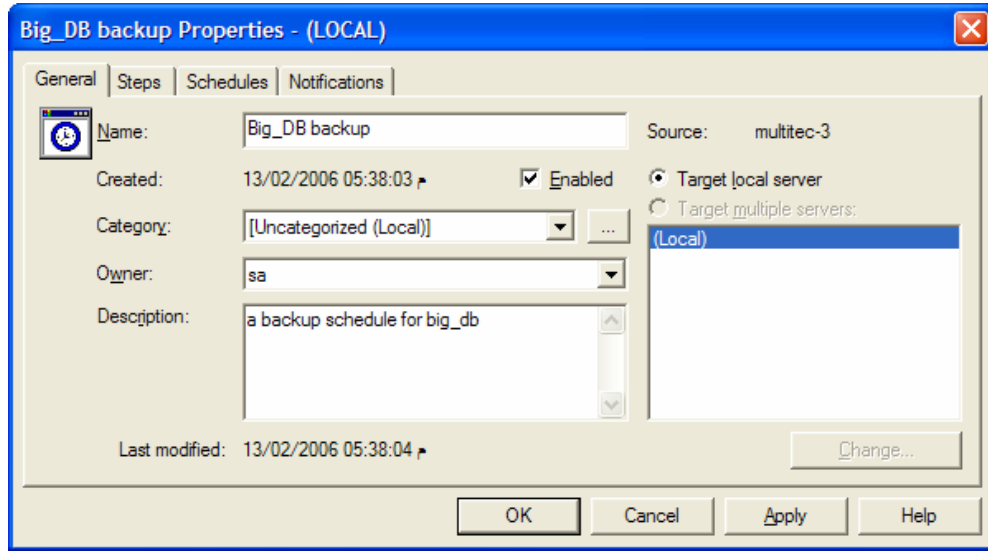 Big_DB backup Properties - (LOCAL)
General Steps Schedules Notifications
Name: Big_DB backup
Source: multitec-3
Created: 13/02/2006 05:38:03 م
Enabled
Target local server
Target multiple servers:
Category: [Uncategorized (Local)] ...
(Local)
Owner: sa
Description: a backup schedule for big_db
Last modified: 13/02/2006 05:38:04 م
Change...
OK Cancel Apply Help